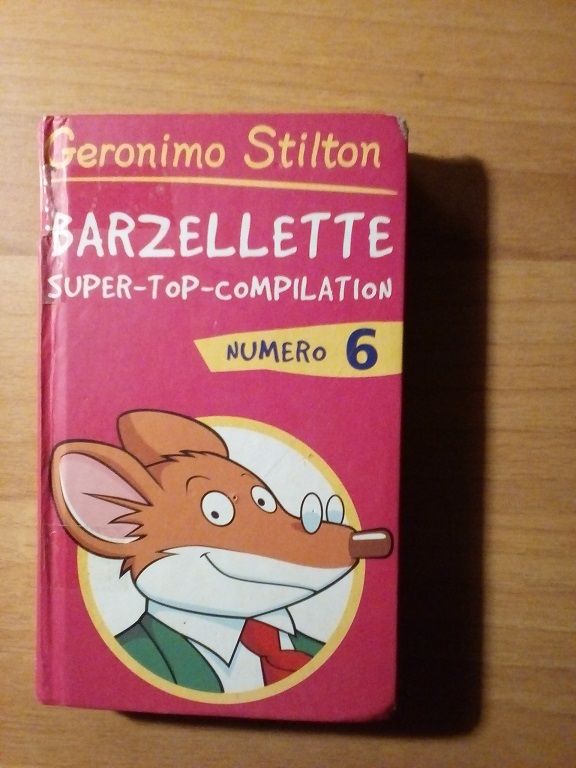 Geronimo Stilton
BARZELLETTE
SUPER-TOP-COMPILATION
NUMERO 6